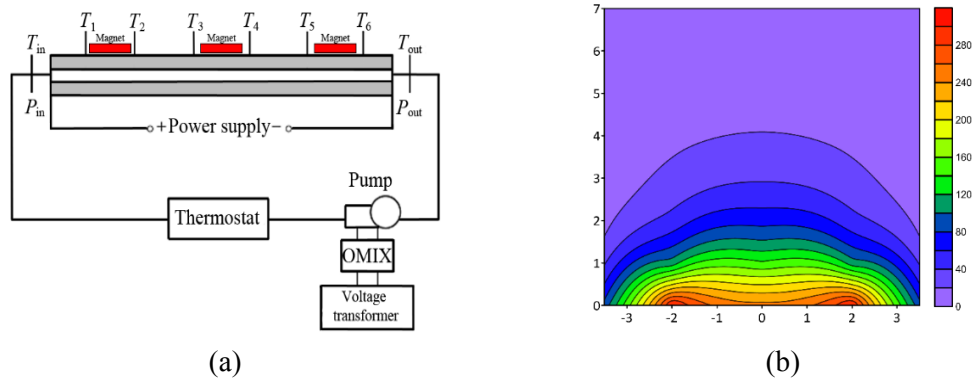 T1 Magnet T2 T3 Magnet T4 T5 Magnet T6
Tin Tout
Pin Pout
+Power supply−
Pump
Thermostat
OMIX
Voltage
transformer
(a)
7
6
5
4
3
2
1
0
-3 -2 -1 0 1 2 3
280
240
200
160
120
80
40
0
(b)